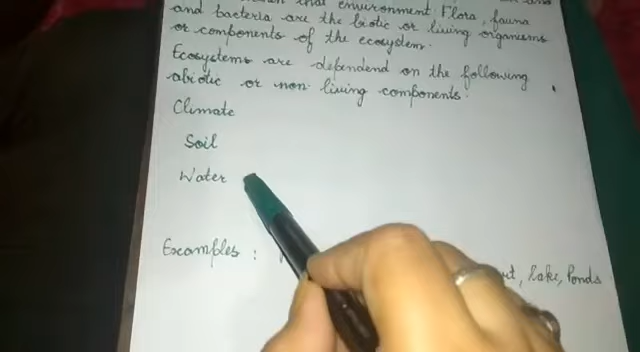 that environment. Flora, fauna
and bacteria are the biotic or living organisms
or components of the ecosystem.
Ecosystems are dependend on the following
abiotic or non living components.
Climate
Soil
Water
Examples :
lake, Ponds